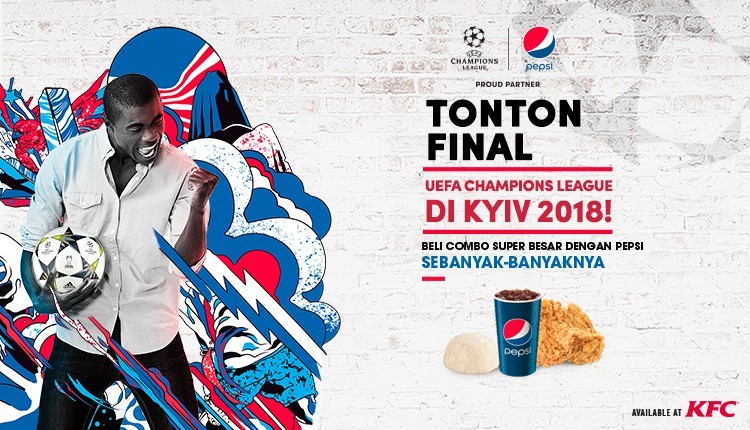 CHAMPIONS
LEAGUE
pepsi
PROUD PARTNER
TONTON
FINAL
UEFA CHAMPIONS LEAGUE
DI KYIV 2018!
BELI COMBO SUPER BESAR DENGAN PEPSI
SEBANYAK-BANYAKNYA
pepsi
AVAILABLE AT KFC